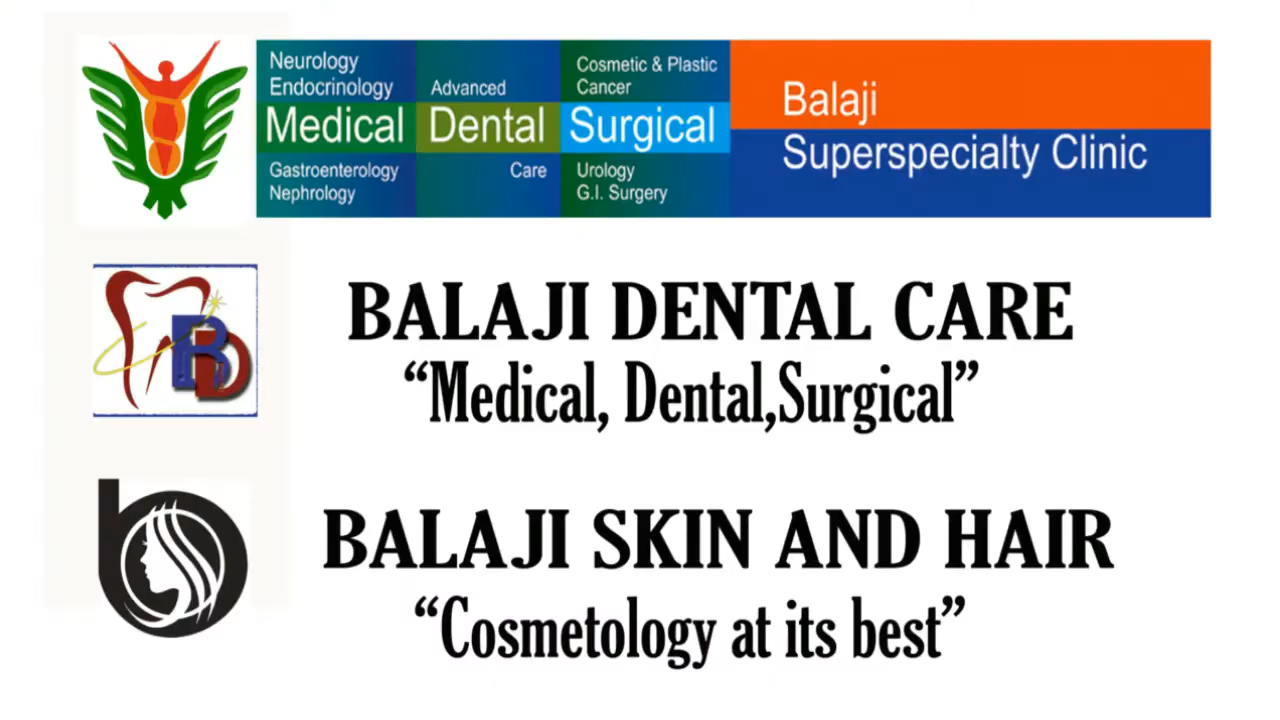 Neurology
Endocrinology
Medical
Gastroenterology
Nephrology
Advanced
Dental
Care
Cosmetic & Plastic
Cancer
Surgical
Urology
G.I. Surgery
Balaji
Superspecialty Clinic
BD
BALAJI DENTAL CARE
“Medical, Dental,Surgical”
b
BALAJI SKIN AND HAIR
“Cosmetology at its best”